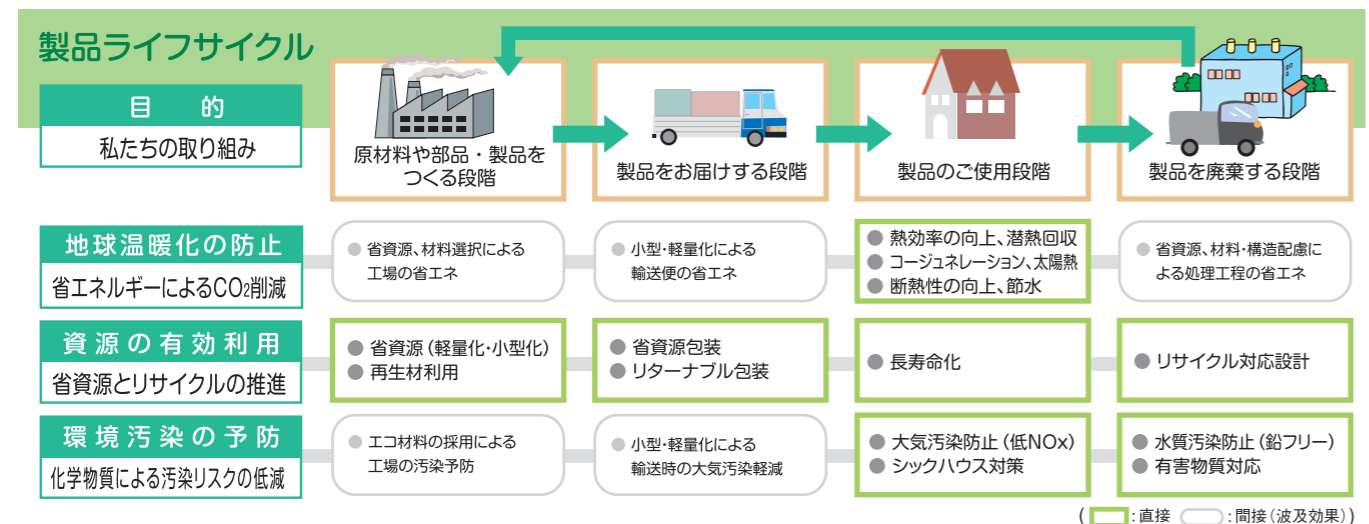 製品ライフサイクル
目的
私たちの取り組み
原材料や部品・製品を
つくる段階
製品をお届けする段階
製品のご使用段階
製品を廃棄する段階
地球温暖化の防止
省エネルギーによるCO2削減
● 省資源、材料選択による
工場の省エネ
● 小型・軽量化による
輸送便の省エネ
● 熱効率の向上、潜熱回収
● コージュネレーション、太陽熱
● 断熱性の向上、節水
● 省資源、材料・構造配慮に
よる処理工程の省エネ
資源の有効利用
省資源とリサイクルの推進
● 省資源（軽量化・小型化）
● 再生材利用
● 省資源包装
● リターナブル包装
● 長寿命化
● リサイクル対応設計
環境汚染の予防
化学物質による汚染リスクの低減
● エコ材料の採用による
工場の汚染予防
● 小型・軽量化による
輸送時の大気汚染軽減
● 大気汚染防止（低NOx）
● シックハウス対策
● 水質汚染防止（鉛フリー）
● 有害物質対応
( :直接 :間接（波及効果）)